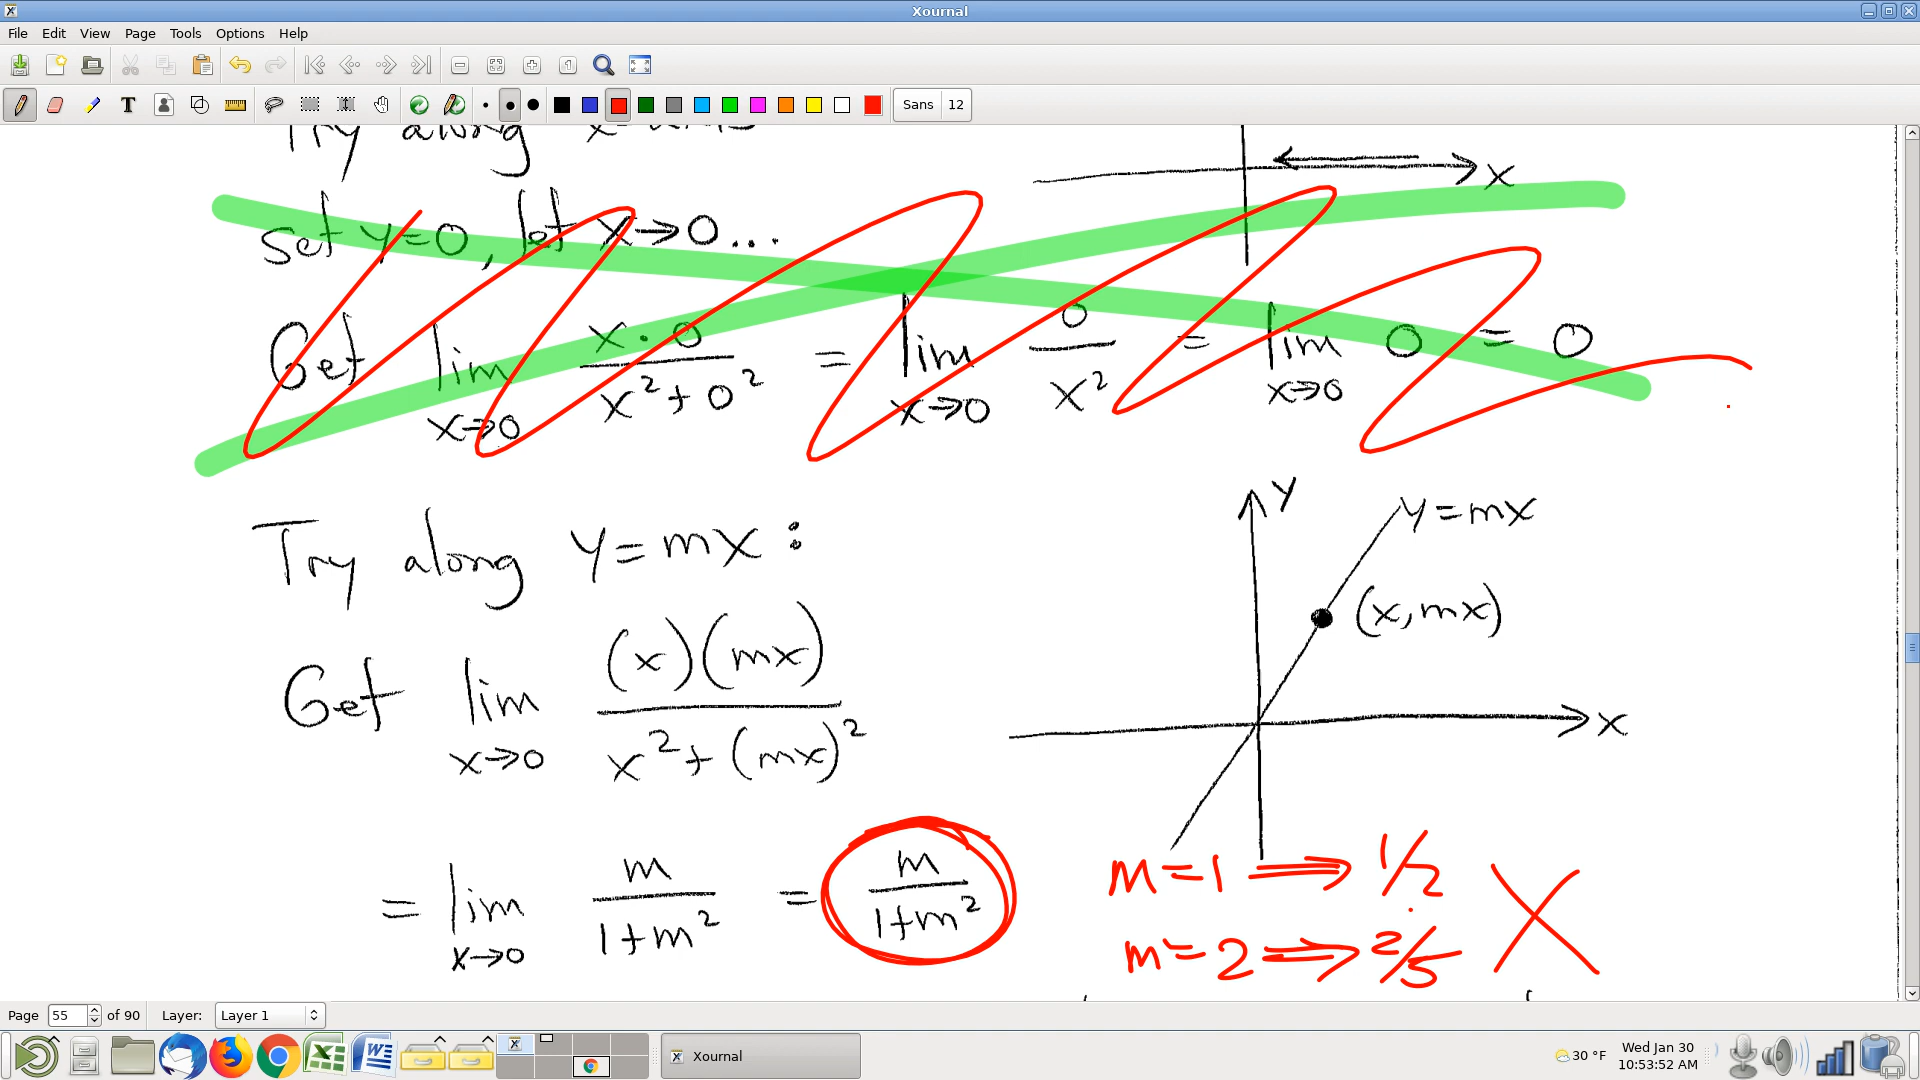 Xournal
File Edit View Page Tools Options Help
Sans 12
Try along x-axis
x
Set y=0, let x→0...
Get lim x→0 x·0/x²+0² = lim x→0 0/x² = lim x→0 0 = 0
y
y=mx
Try along y=mx:
(x,mx)
Get lim x→0 (x)(mx)/x²+(mx)²
x
= lim x→0 m/1+m² = m/1+m²
m=1 ⟹ 1/2
m=2 ⟹ 2/5
Page 55 of 90 Layer: Layer 1
Xournal
30 °F
Wed Jan 30
10:53:52 AM